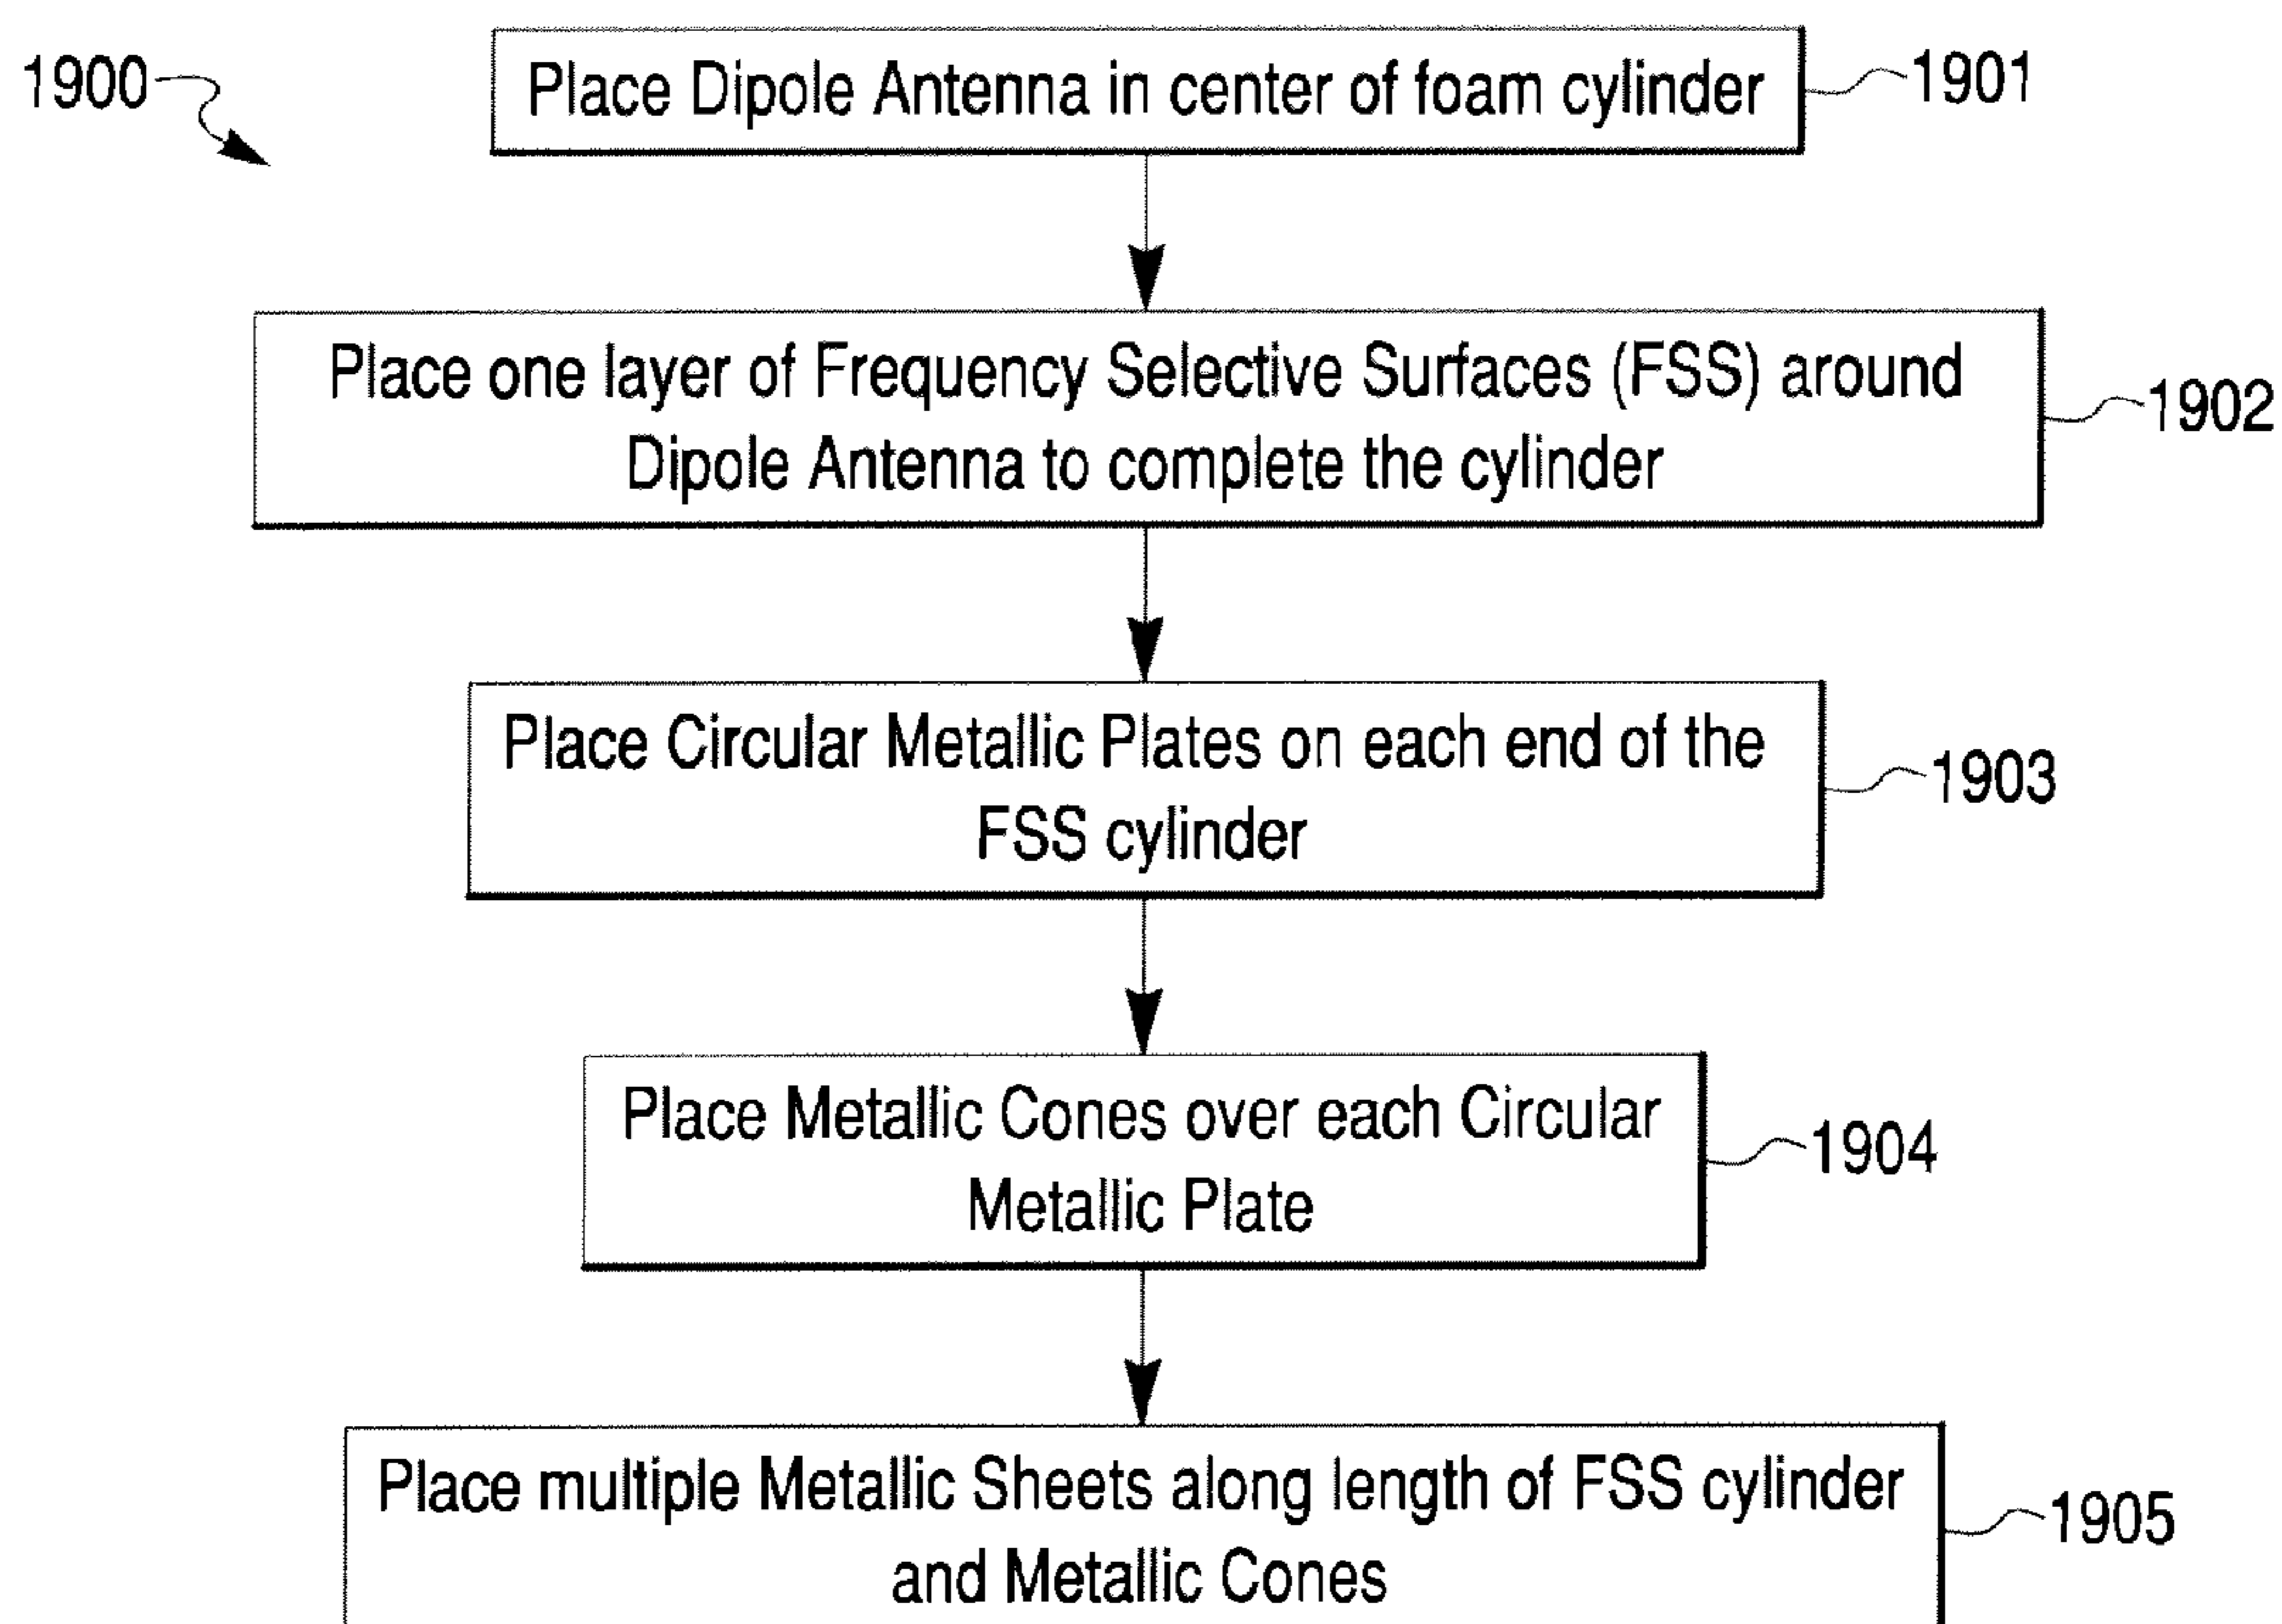 1900
Place Dipole Antenna in center of foam cylinder
1901
Place one layer of Frequency Selective Surfaces (FSS) around
Dipole Antenna to complete the cylinder
1902
Place Circular Metallic Plates on each end of the
FSS cylinder
1903
Place Metallic Cones over each Circular
Metallic Plate
1904
Place multiple Metallic Sheets along length of FSS cylinder
and Metallic Cones
1905